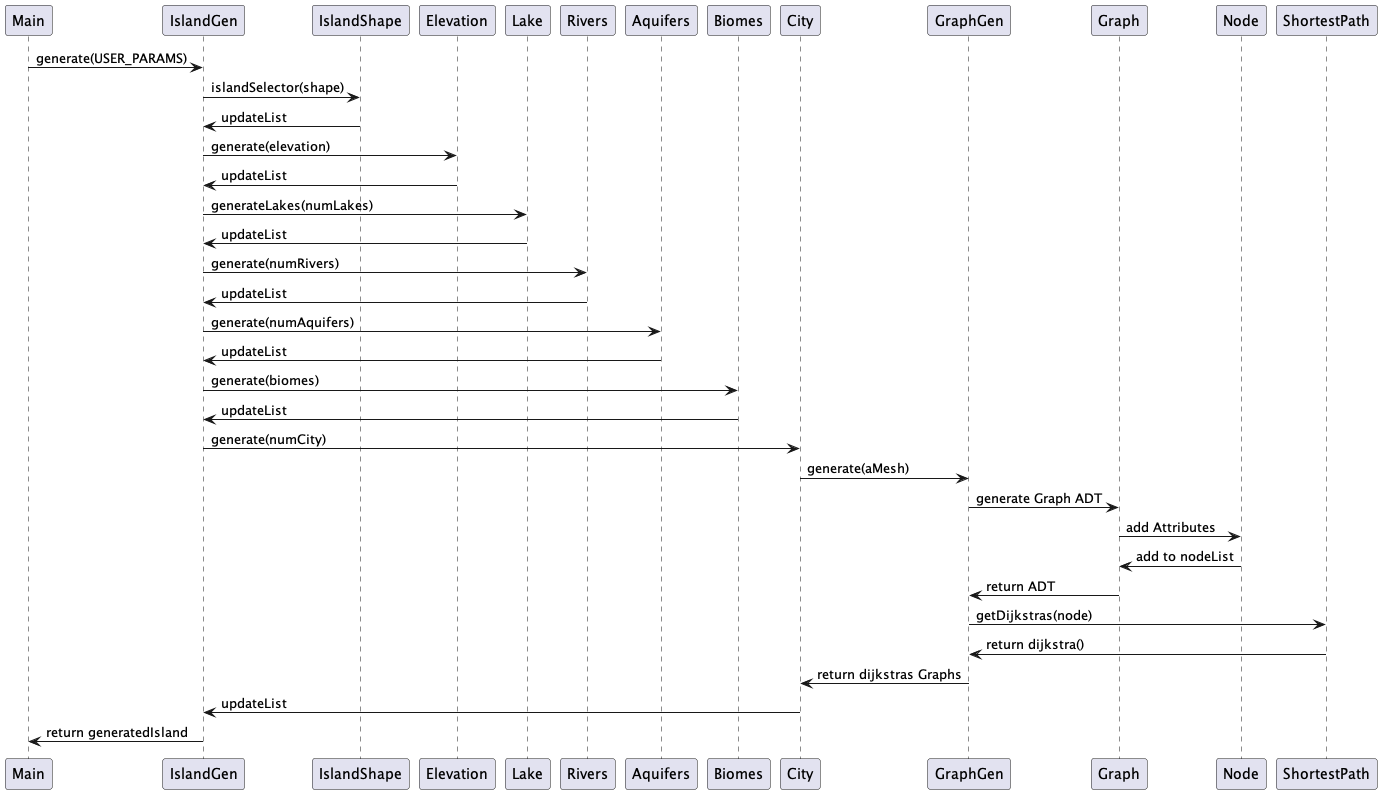 Main IslandGen IslandShape Elevation Lake Rivers Aquifers Biomes City GraphGen Graph Node ShortestPath
generate(USER_PARAMS)
islandSelector(shape)
updateList
generate(elevation)
updateList
generateLakes(numLakes)
updateList
generate(numRivers)
updateList
generate(numAquifers)
updateList
generate(biomes)
updateList
generate(numCity)
generate(aMesh)
generate Graph ADT
add Attributes
add to nodeList
return ADT
getDijkstras(node)
return dijkstra()
return dijkstras Graphs
updateList
return generatedIsland
Main IslandGen IslandShape Elevation Lake Rivers Aquifers Biomes City GraphGen Graph Node ShortestPath